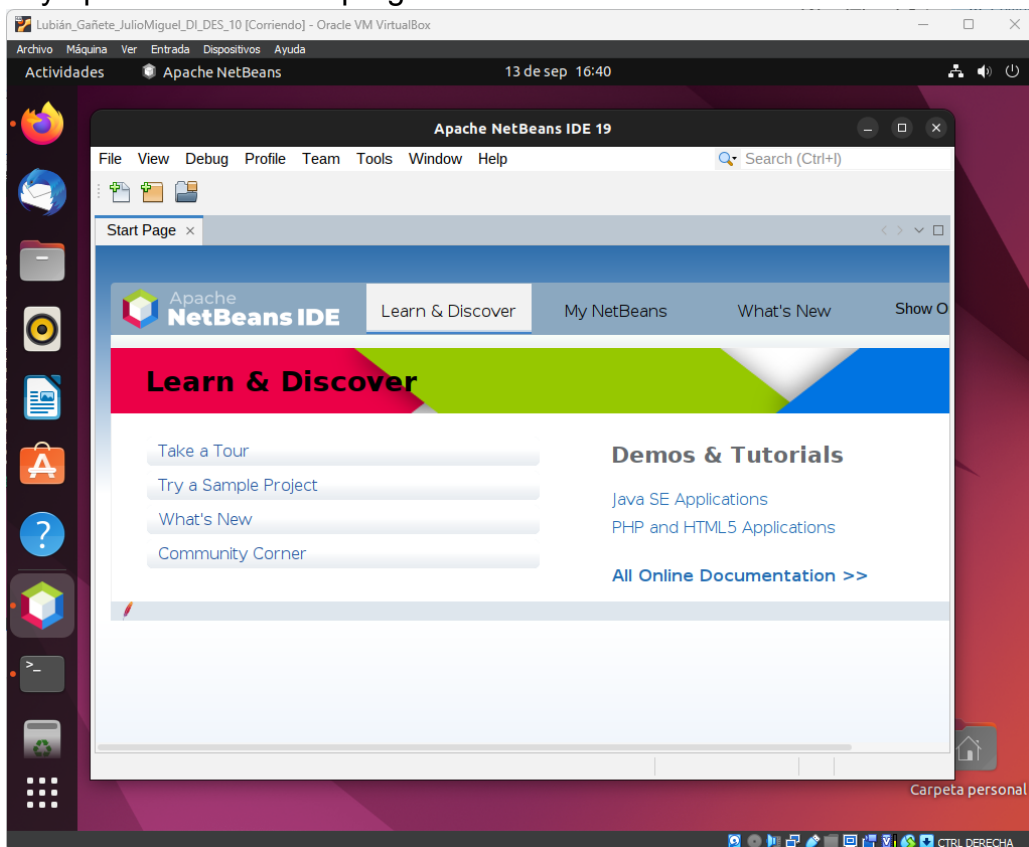 Lubián_Gañete_JulioMiguel_DI_DES_10 [Corriendo] - Oracle VM VirtualBox
Archivo Máquina Ver Entrada Dispositivos Ayuda
Actividades Apache NetBeans 13 de sep 16:40
Apache NetBeans IDE 19
File View Debug Profile Team Tools Window Help Search (Ctrl+I)
Start Page
Apache
NetBeans IDE Learn & Discover My NetBeans What's New Show O
Learn & Discover
Take a Tour
Try a Sample Project
What's New
Community Corner
Demos & Tutorials
Java SE Applications
PHP and HTML5 Applications
All Online Documentation >>
Carpeta personal
CTRL DERECHA